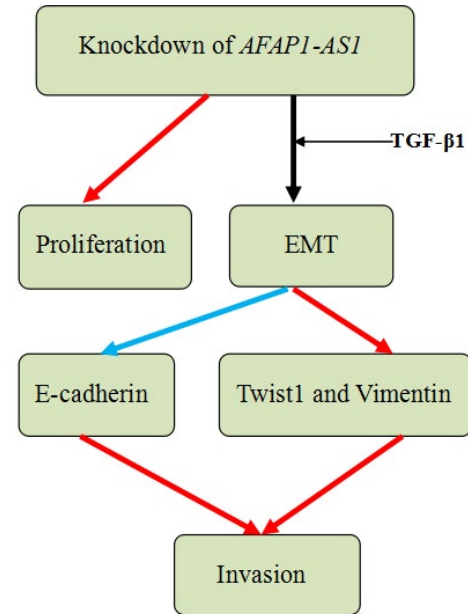 Knockdown of AFAP1-AS1
TGF-β1
Proliferation
EMT
E-cadherin
Twist1 and Vimentin
Invasion